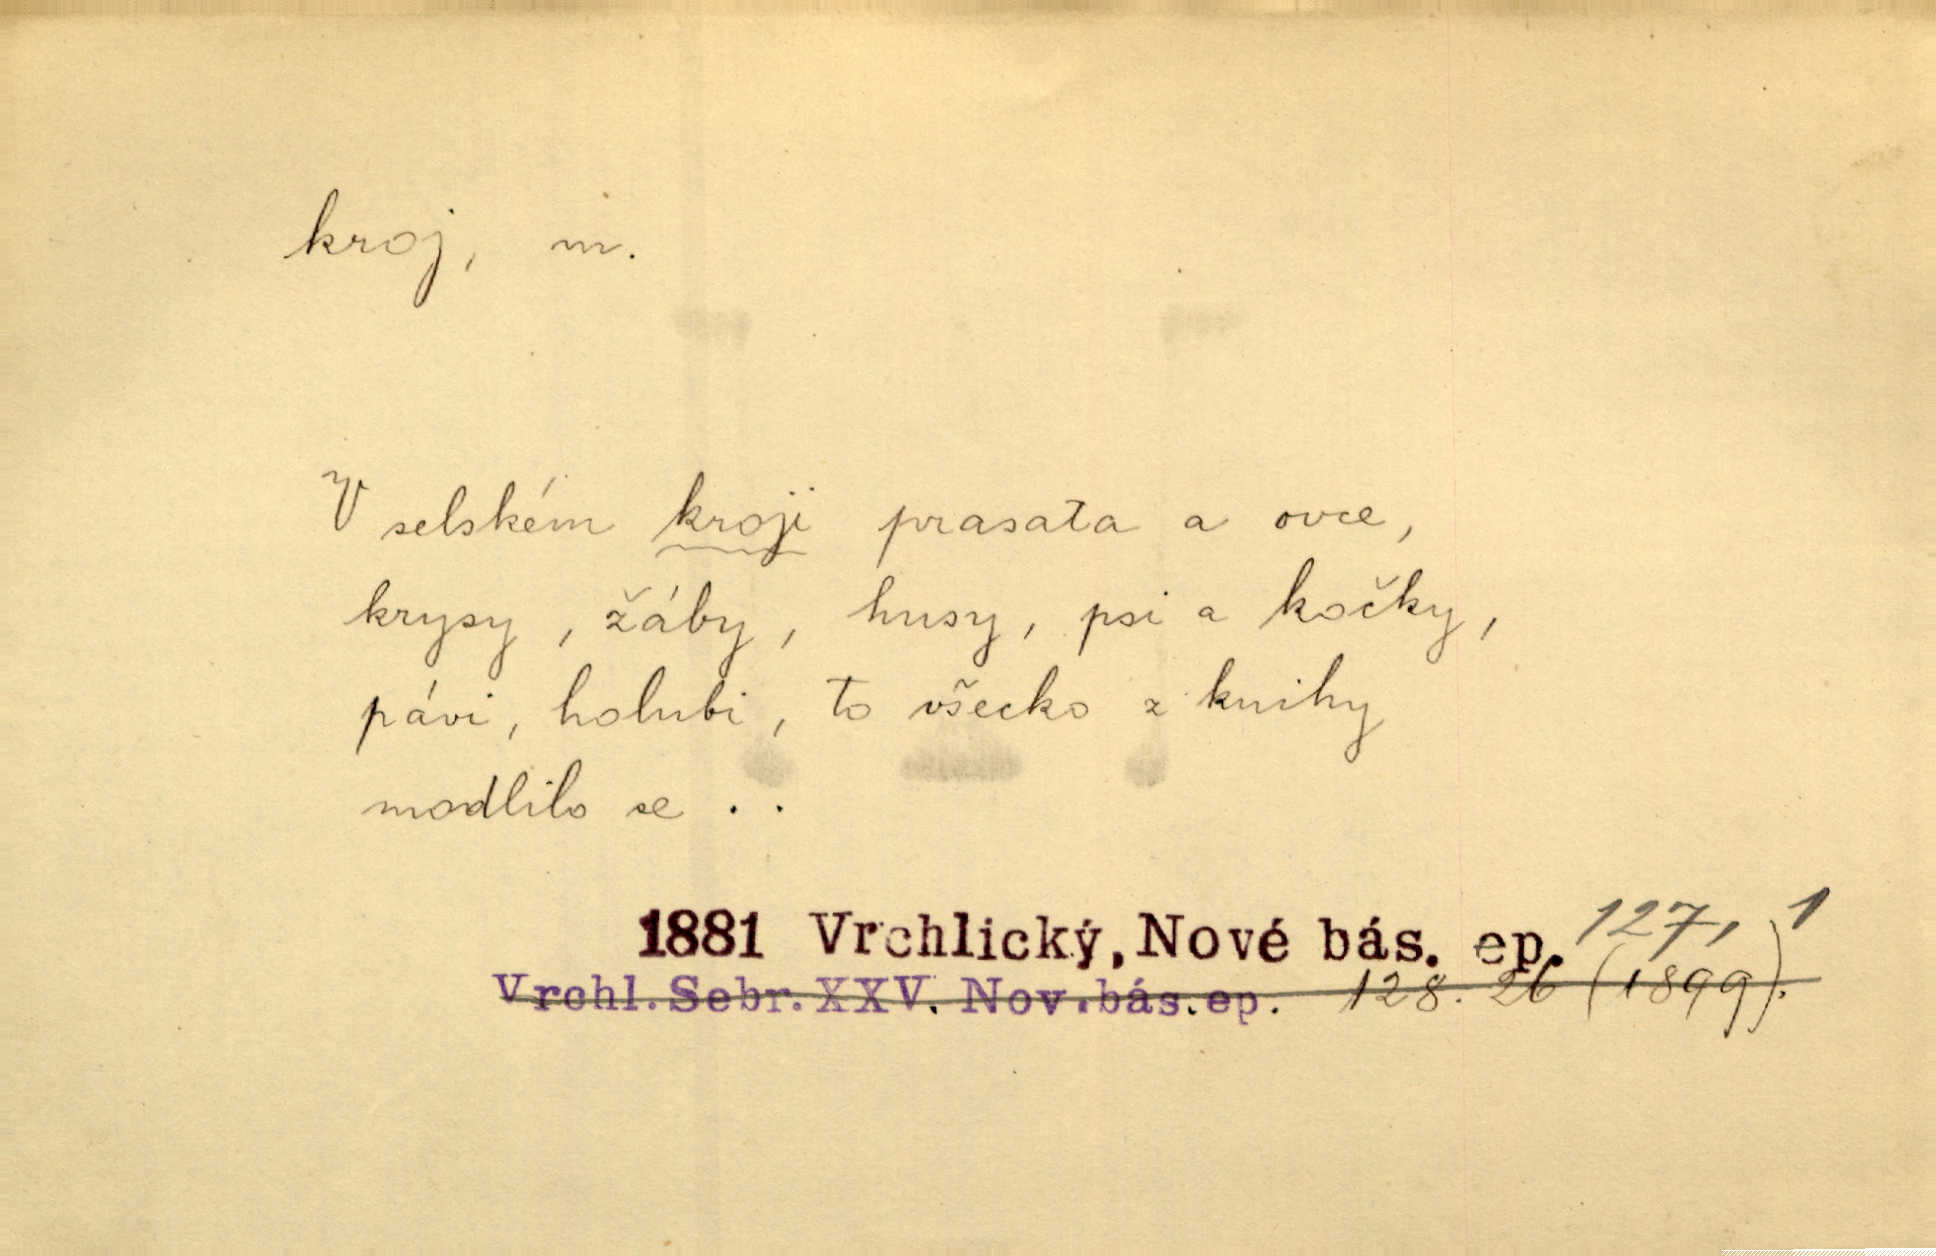 kroj, m.
V selském kroji prasata a ovce,
krysy, žáby, husy, psi a kočky,
pávi, holubi, to všecko z knihy
modlilo se . .
1881 Vrchlický, Nové bás. ep. 127, 1
Vrchl. Sebr. XXV. Nov. bás. ep. 128. 26 (1899).